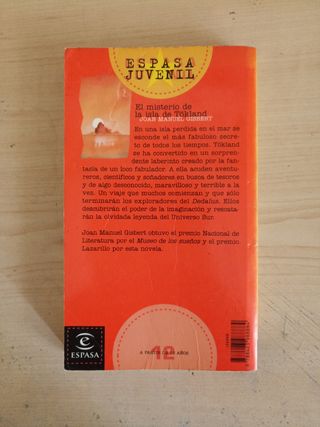 ESPASA
JUVENIL
El misterio de
la isla de Tökland
JOAN MANUEL GISBERT
En una isla perdida en el mar se
esconde el más fabuloso secre-
to de todos los tiempos. Tökland
se ha convertido en un sorpren-
dente laberinto creado por la fan-
tasía de un loco fabulador. A ella acuden aventu-
reros, científicos y soñadores en busca de tesoros
y de algo desconocido, maravilloso y terrible a la
vez. Un viaje que muchos comienzan y que sólo
terminarán los exploradores del Dedalus. Ellos
descubrirán el poder de la imaginación y rescata-
rán la olvidada leyenda del Universo Sur.
Joan Manuel Gisbert obtuvo el premio Nacional de
Literatura por el Museo de los sueños y el premio
Lazarillo por esta novela.
e
ESPASA
12
A PARTIR DE AÑOS